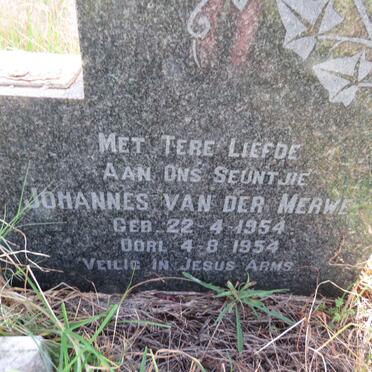 MET TERE LIEFDE
AAN ONS SEUNTJIE
JOHANNES VAN DER MERWE
GEB. 22-4-1954
OORL. 4-8-1954
VEILIG IN JESUS ARMS